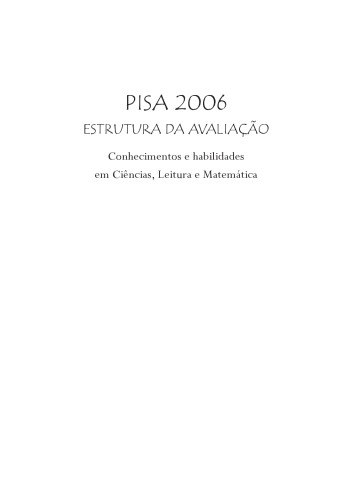 PISA 2006
ESTRUTURA DA AVALIAÇÃO
Conhecimentos e habilidades
em Ciências, Leitura e Matemática